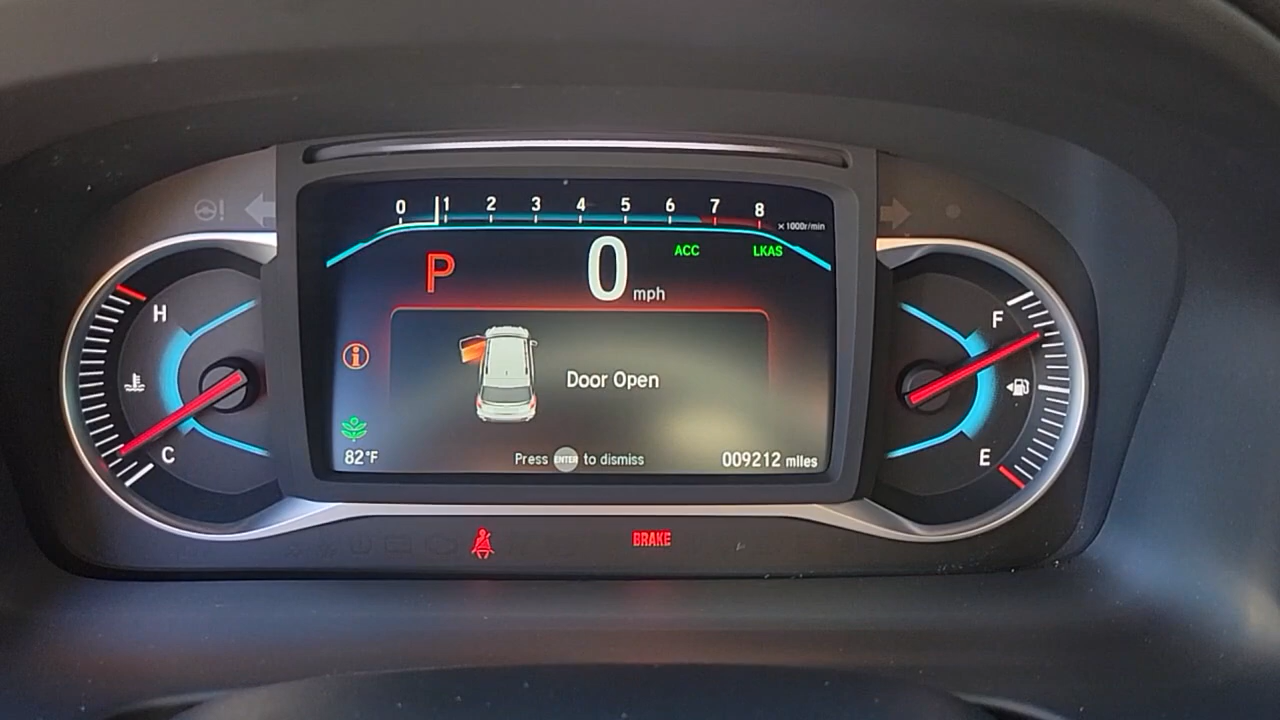 0 1 2 3 4 5 6 7 8
×1000r/min
P 0 mph ACC LKAS
H
C
F
E
Door Open
82°F
Press ENTER to dismiss
009212 miles
BRAKE